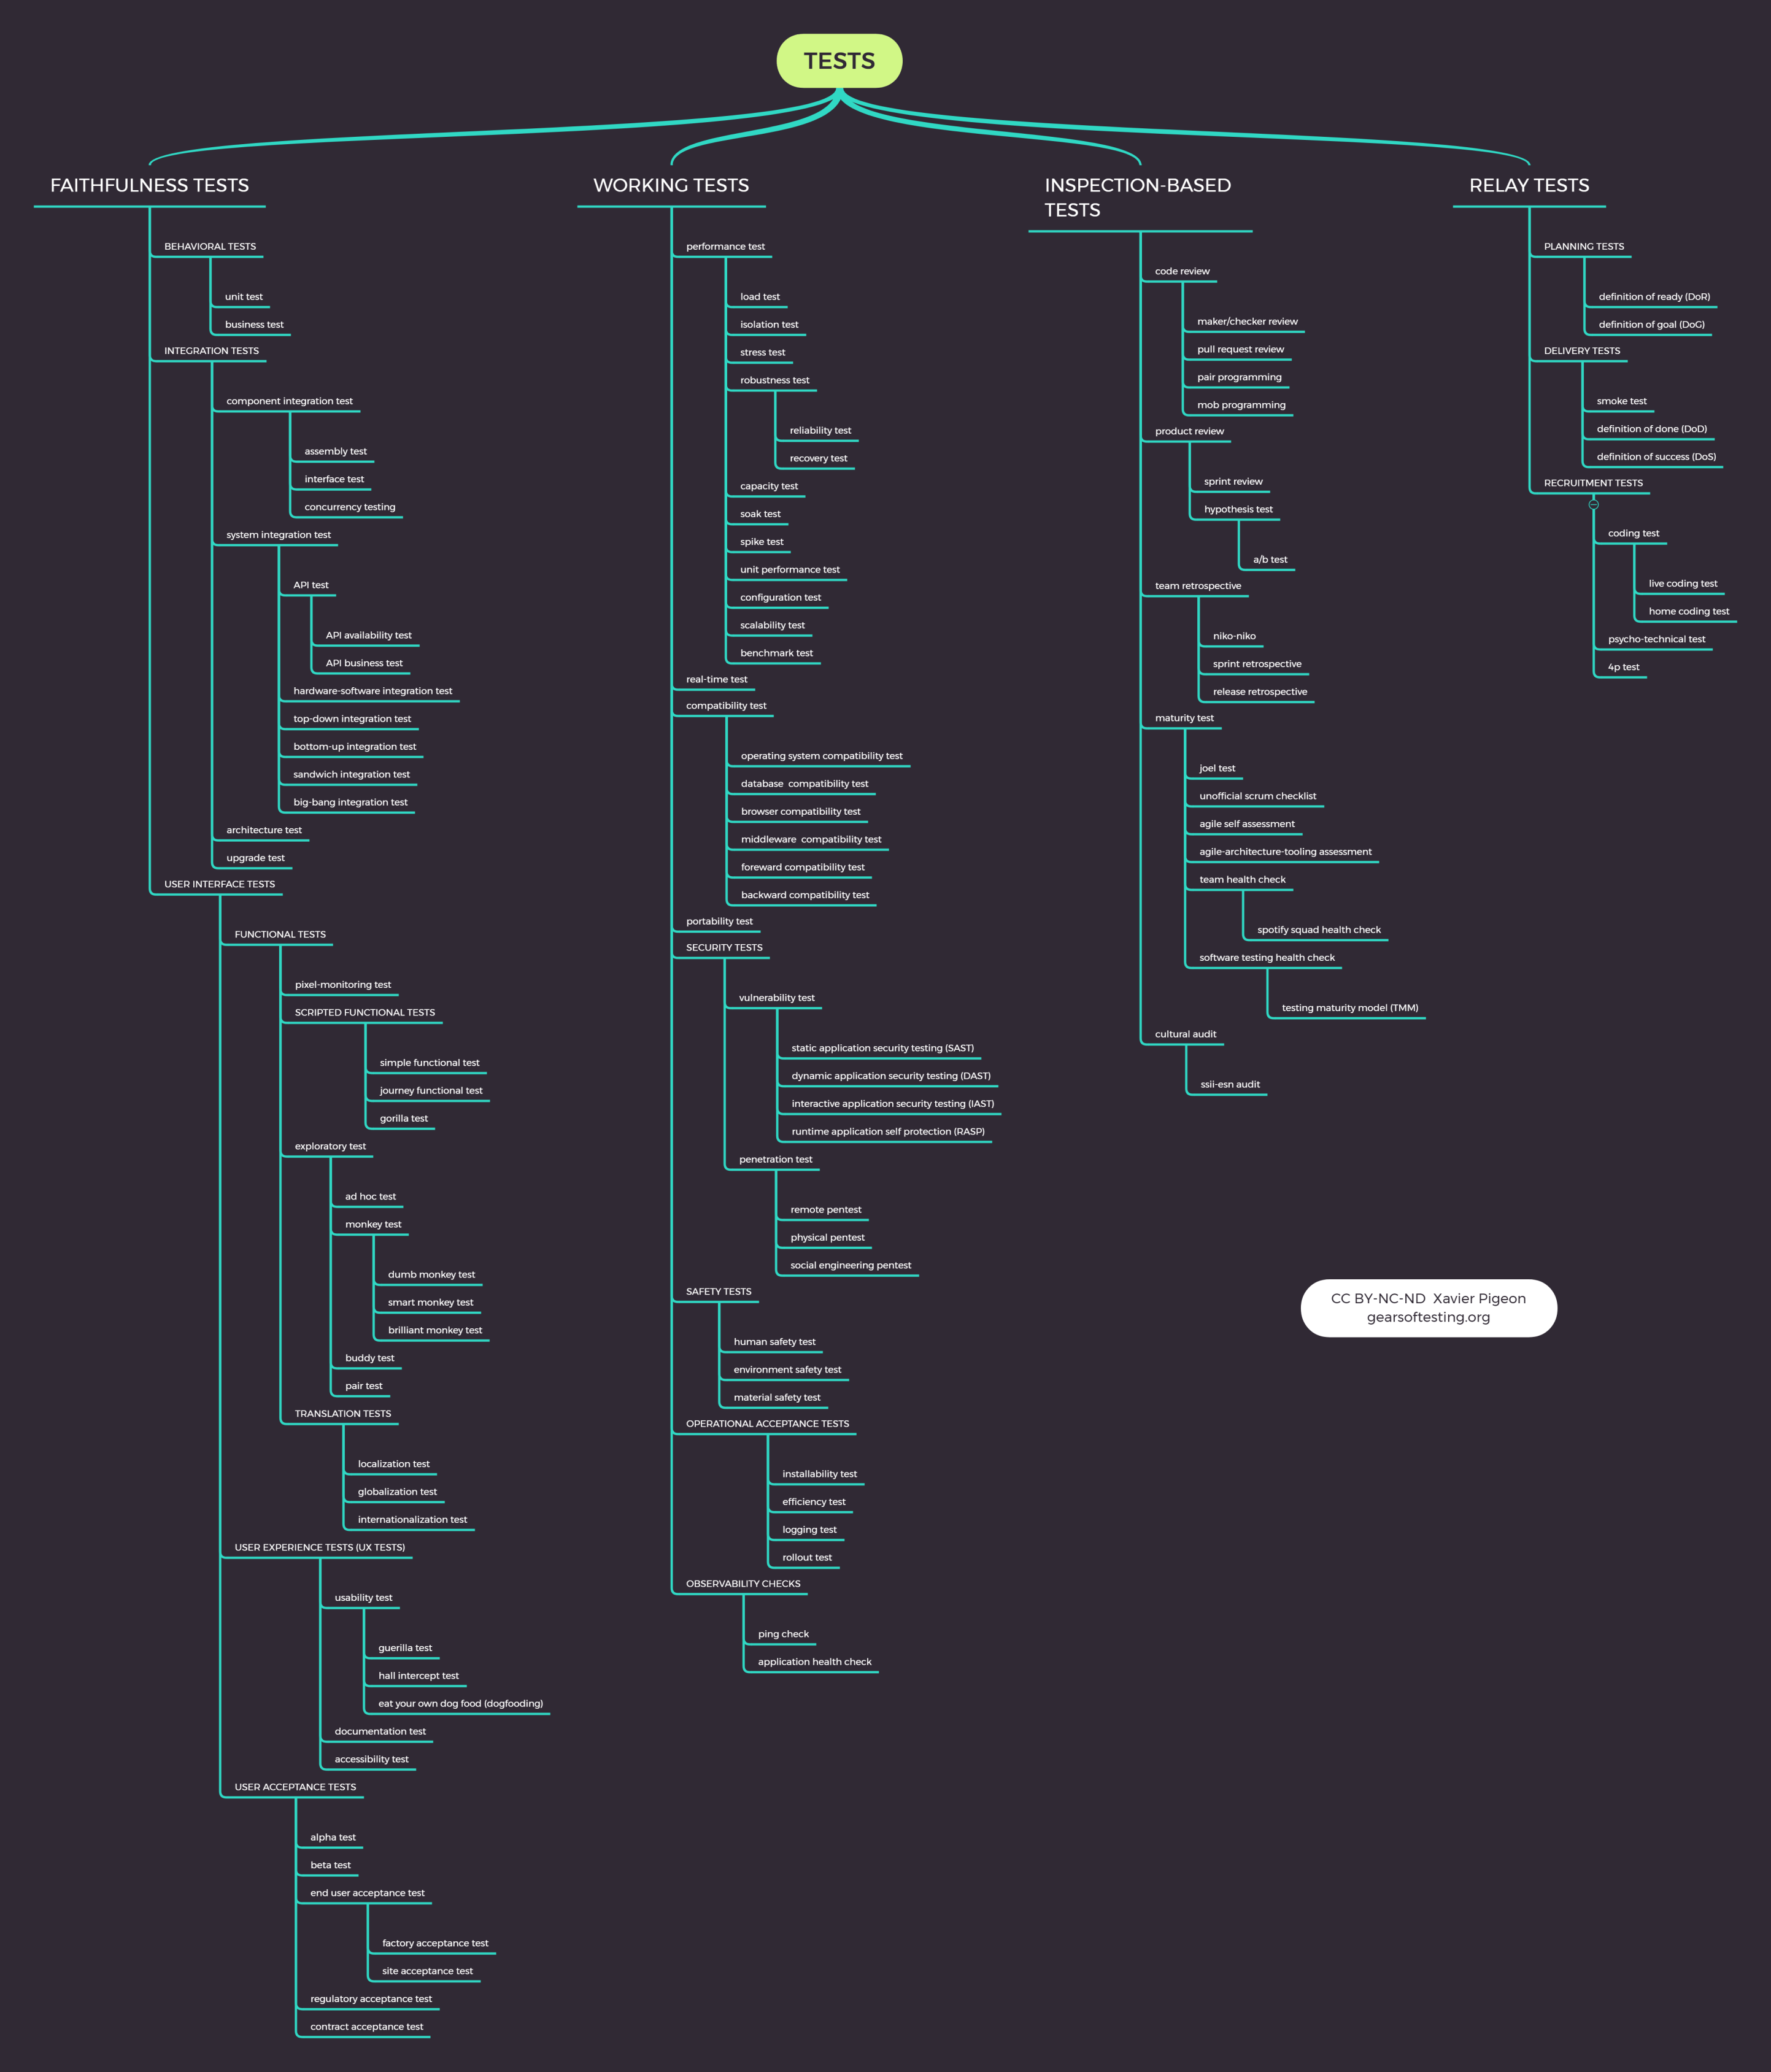 TESTS
FAITHFULNESS TESTS
BEHAVIORAL TESTS
unit test
business test
INTEGRATION TESTS
component integration test
assembly test
interface test
concurrency testing
system integration test
API test
API availability test
API business test
hardware-software integration test
top-down integration test
bottom-up integration test
sandwich integration test
big-bang integration test
architecture test
upgrade test
USER INTERFACE TESTS
FUNCTIONAL TESTS
pixel-monitoring test
SCRIPTED FUNCTIONAL TESTS
simple functional test
journey functional test
gorilla test
exploratory test
ad hoc test
monkey test
dumb monkey test
smart monkey test
brilliant monkey test
buddy test
pair test
TRANSLATION TESTS
localization test
globalization test
internationalization test
USER EXPERIENCE TESTS (UX TESTS)
usability test
guerilla test
hall intercept test
eat your own dog food (dogfooding)
documentation test
accessibility test
USER ACCEPTANCE TESTS
alpha test
beta test
end user acceptance test
factory acceptance test
site acceptance test
regulatory acceptance test
contract acceptance test
WORKING TESTS
performance test
load test
isolation test
stress test
robustness test
reliability test
recovery test
capacity test
soak test
spike test
unit performance test
configuration test
scalability test
benchmark test
real-time test
compatibility test
operating system compatibility test
database compatibility test
browser compatibility test
middleware compatibility test
foreward compatibility test
backward compatibility test
portability test
SECURITY TESTS
vulnerability test
static application security testing (SAST)
dynamic application security testing (DAST)
interactive application security testing (IAST)
runtime application self protection (RASP)
penetration test
remote pentest
physical pentest
social engineering pentest
SAFETY TESTS
human safety test
environment safety test
material safety test
OPERATIONAL ACCEPTANCE TESTS
installability test
efficiency test
logging test
rollout test
OBSERVABILITY CHECKS
ping check
application health check
INSPECTION-BASED
TESTS
code review
maker/checker review
pull request review
pair programming
mob programming
product review
sprint review
hypothesis test
a/b test
team retrospective
niko-niko
sprint retrospective
release retrospective
maturity test
joel test
unofficial scrum checklist
agile self assessment
agile-architecture-tooling assessment
team health check
spotify squad health check
software testing health check
testing maturity model (TMM)
cultural audit
ssii-esn audit
RELAY TESTS
PLANNING TESTS
definition of ready (DoR)
definition of goal (DoG)
DELIVERY TESTS
smoke test
definition of done (DoD)
definition of success (DoS)
RECRUITMENT TESTS
coding test
live coding test
home coding test
psycho-technical test
4p test
CC BY-NC-ND Xavier Pigeon
gearsoftesting.org